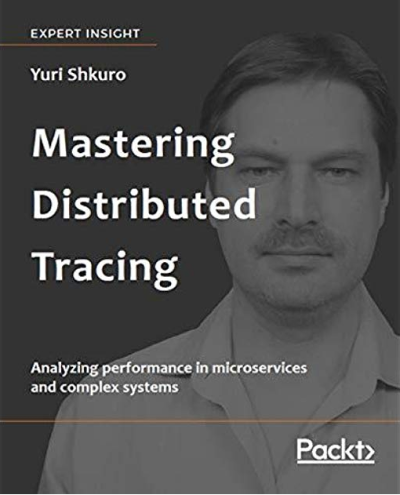 EXPERT INSIGHT
Yuri Shkuro
Mastering
Distributed
Tracing
Analyzing performance in microservices
and complex systems
Packt>